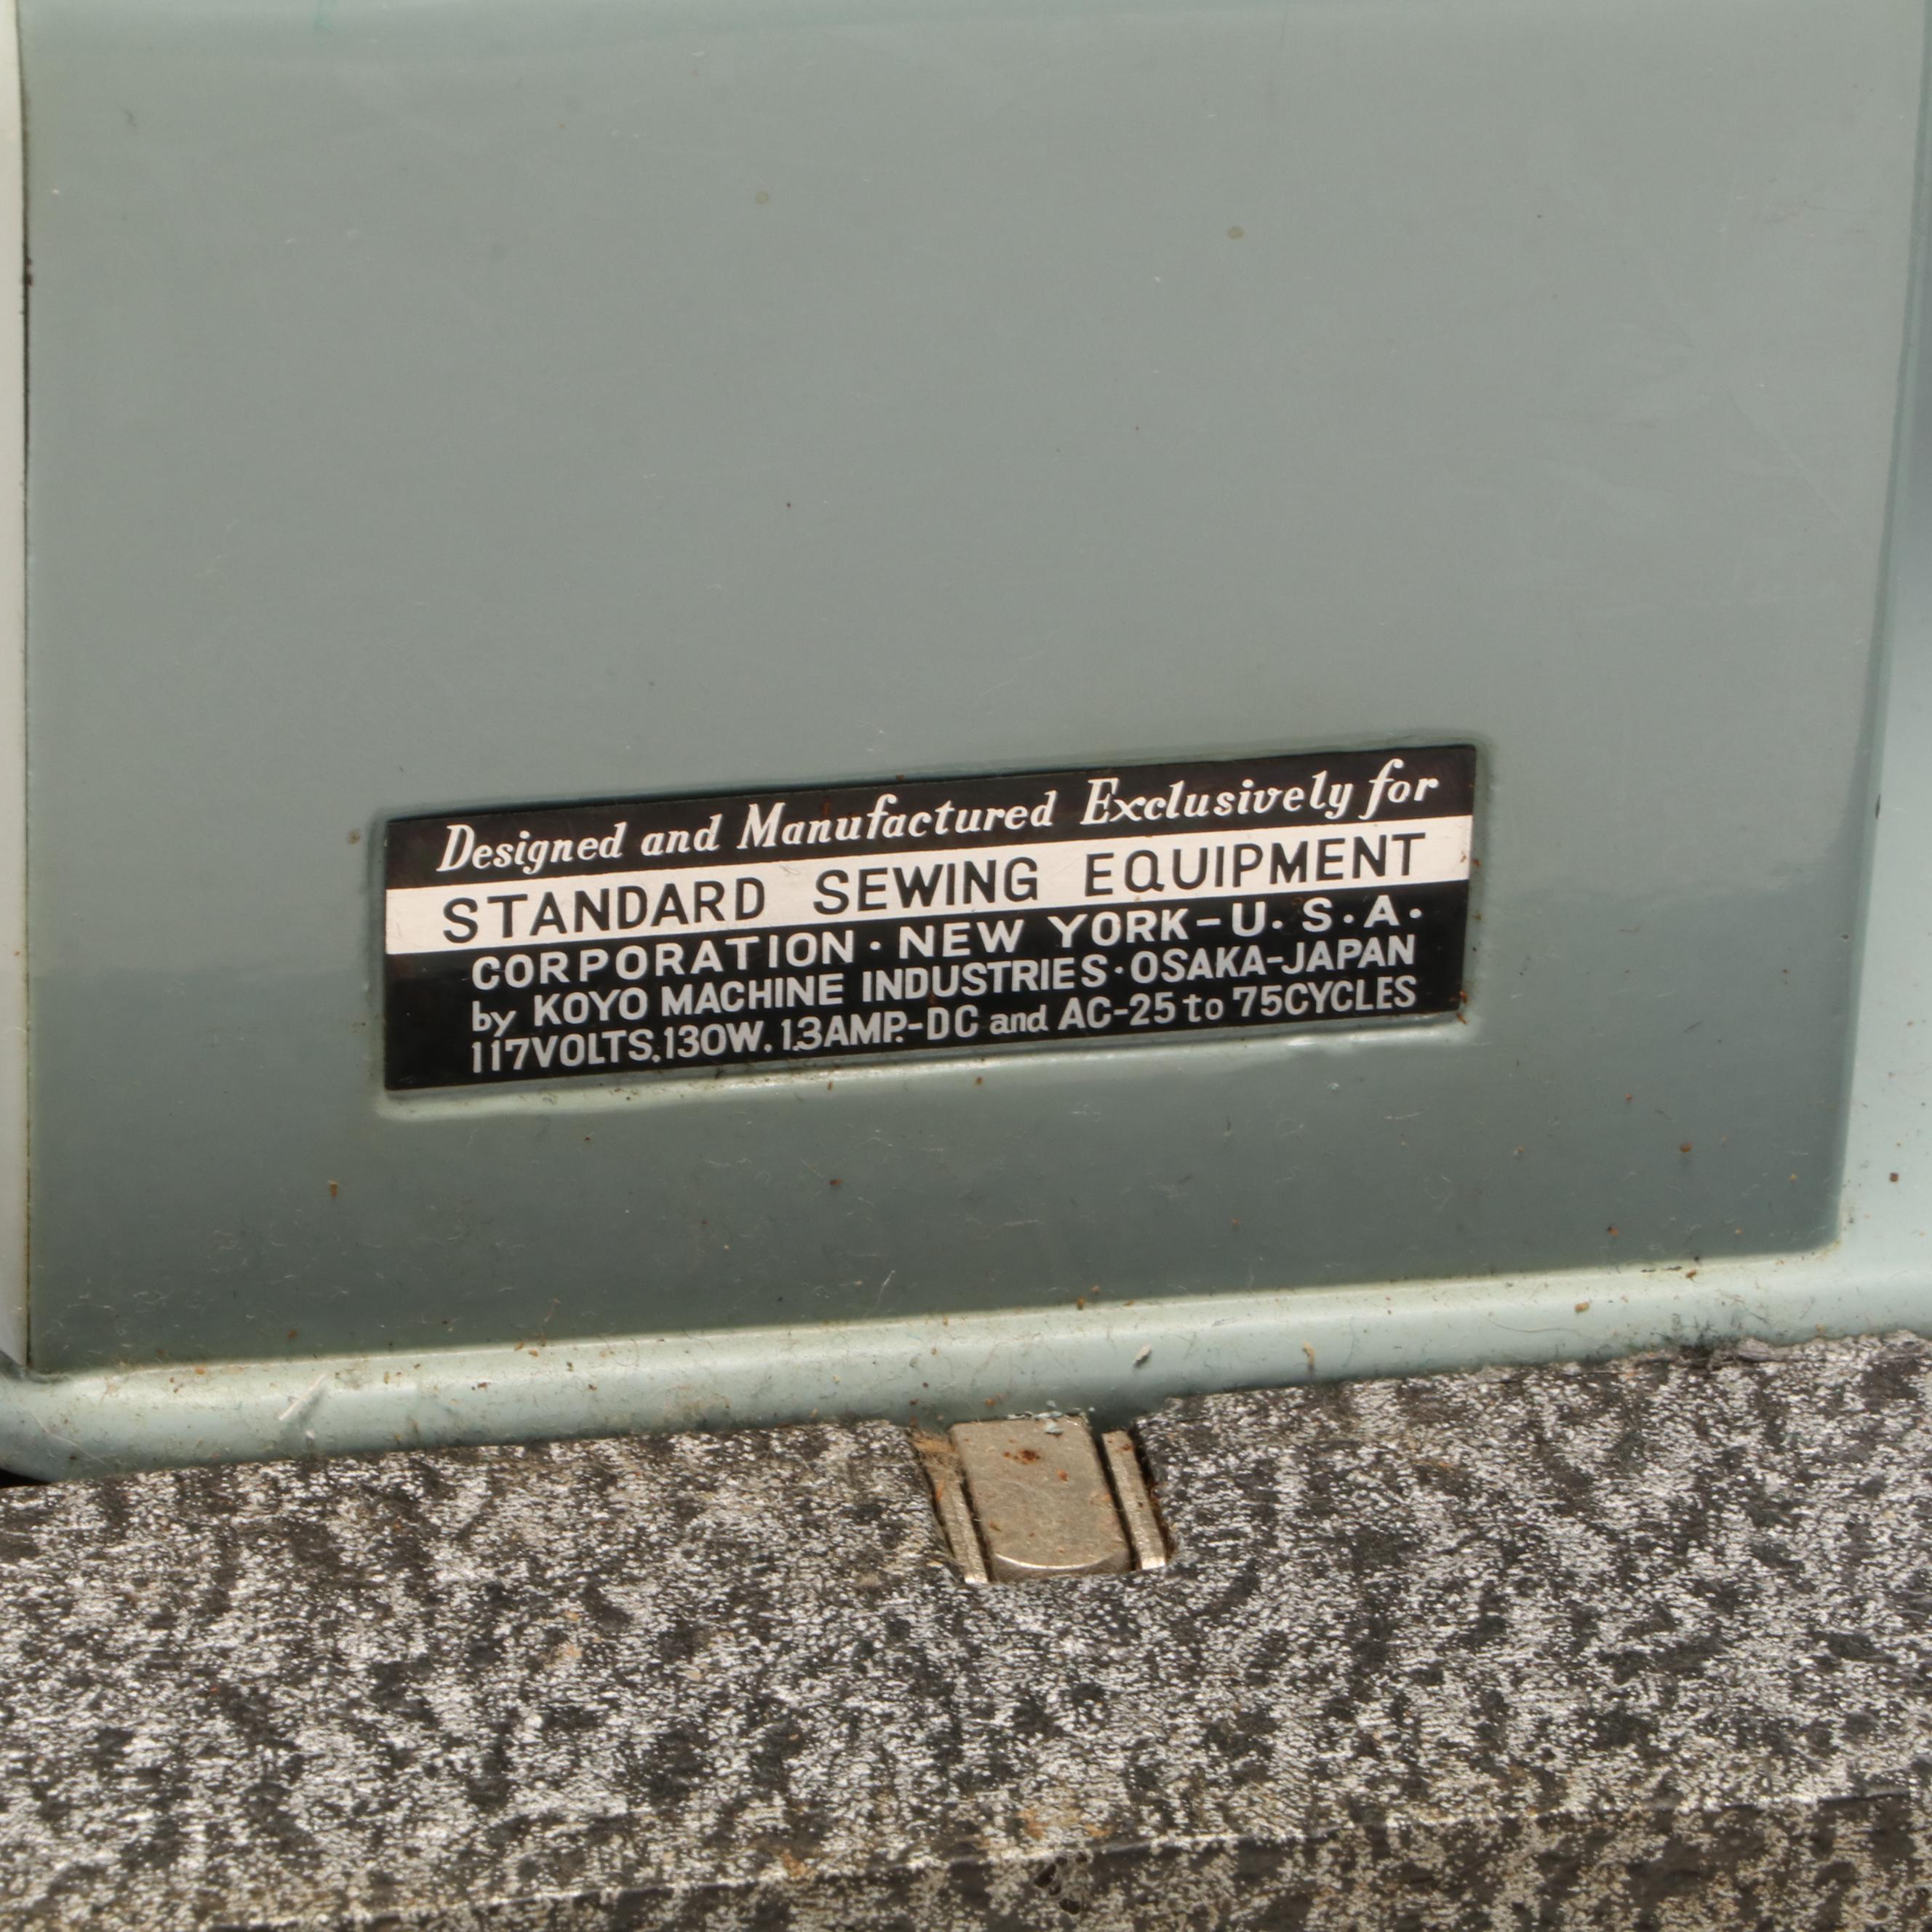 Designed and Manufactured Exclusively for
STANDARD SEWING EQUIPMENT
CORPORATION · NEW YORK-U.S.A.
by KOYO MACHINE INDUSTRIES · OSAKA-JAPAN
117VOLTS.130W. 1.3AMP.-DC and AC-25 to 75CYCLES